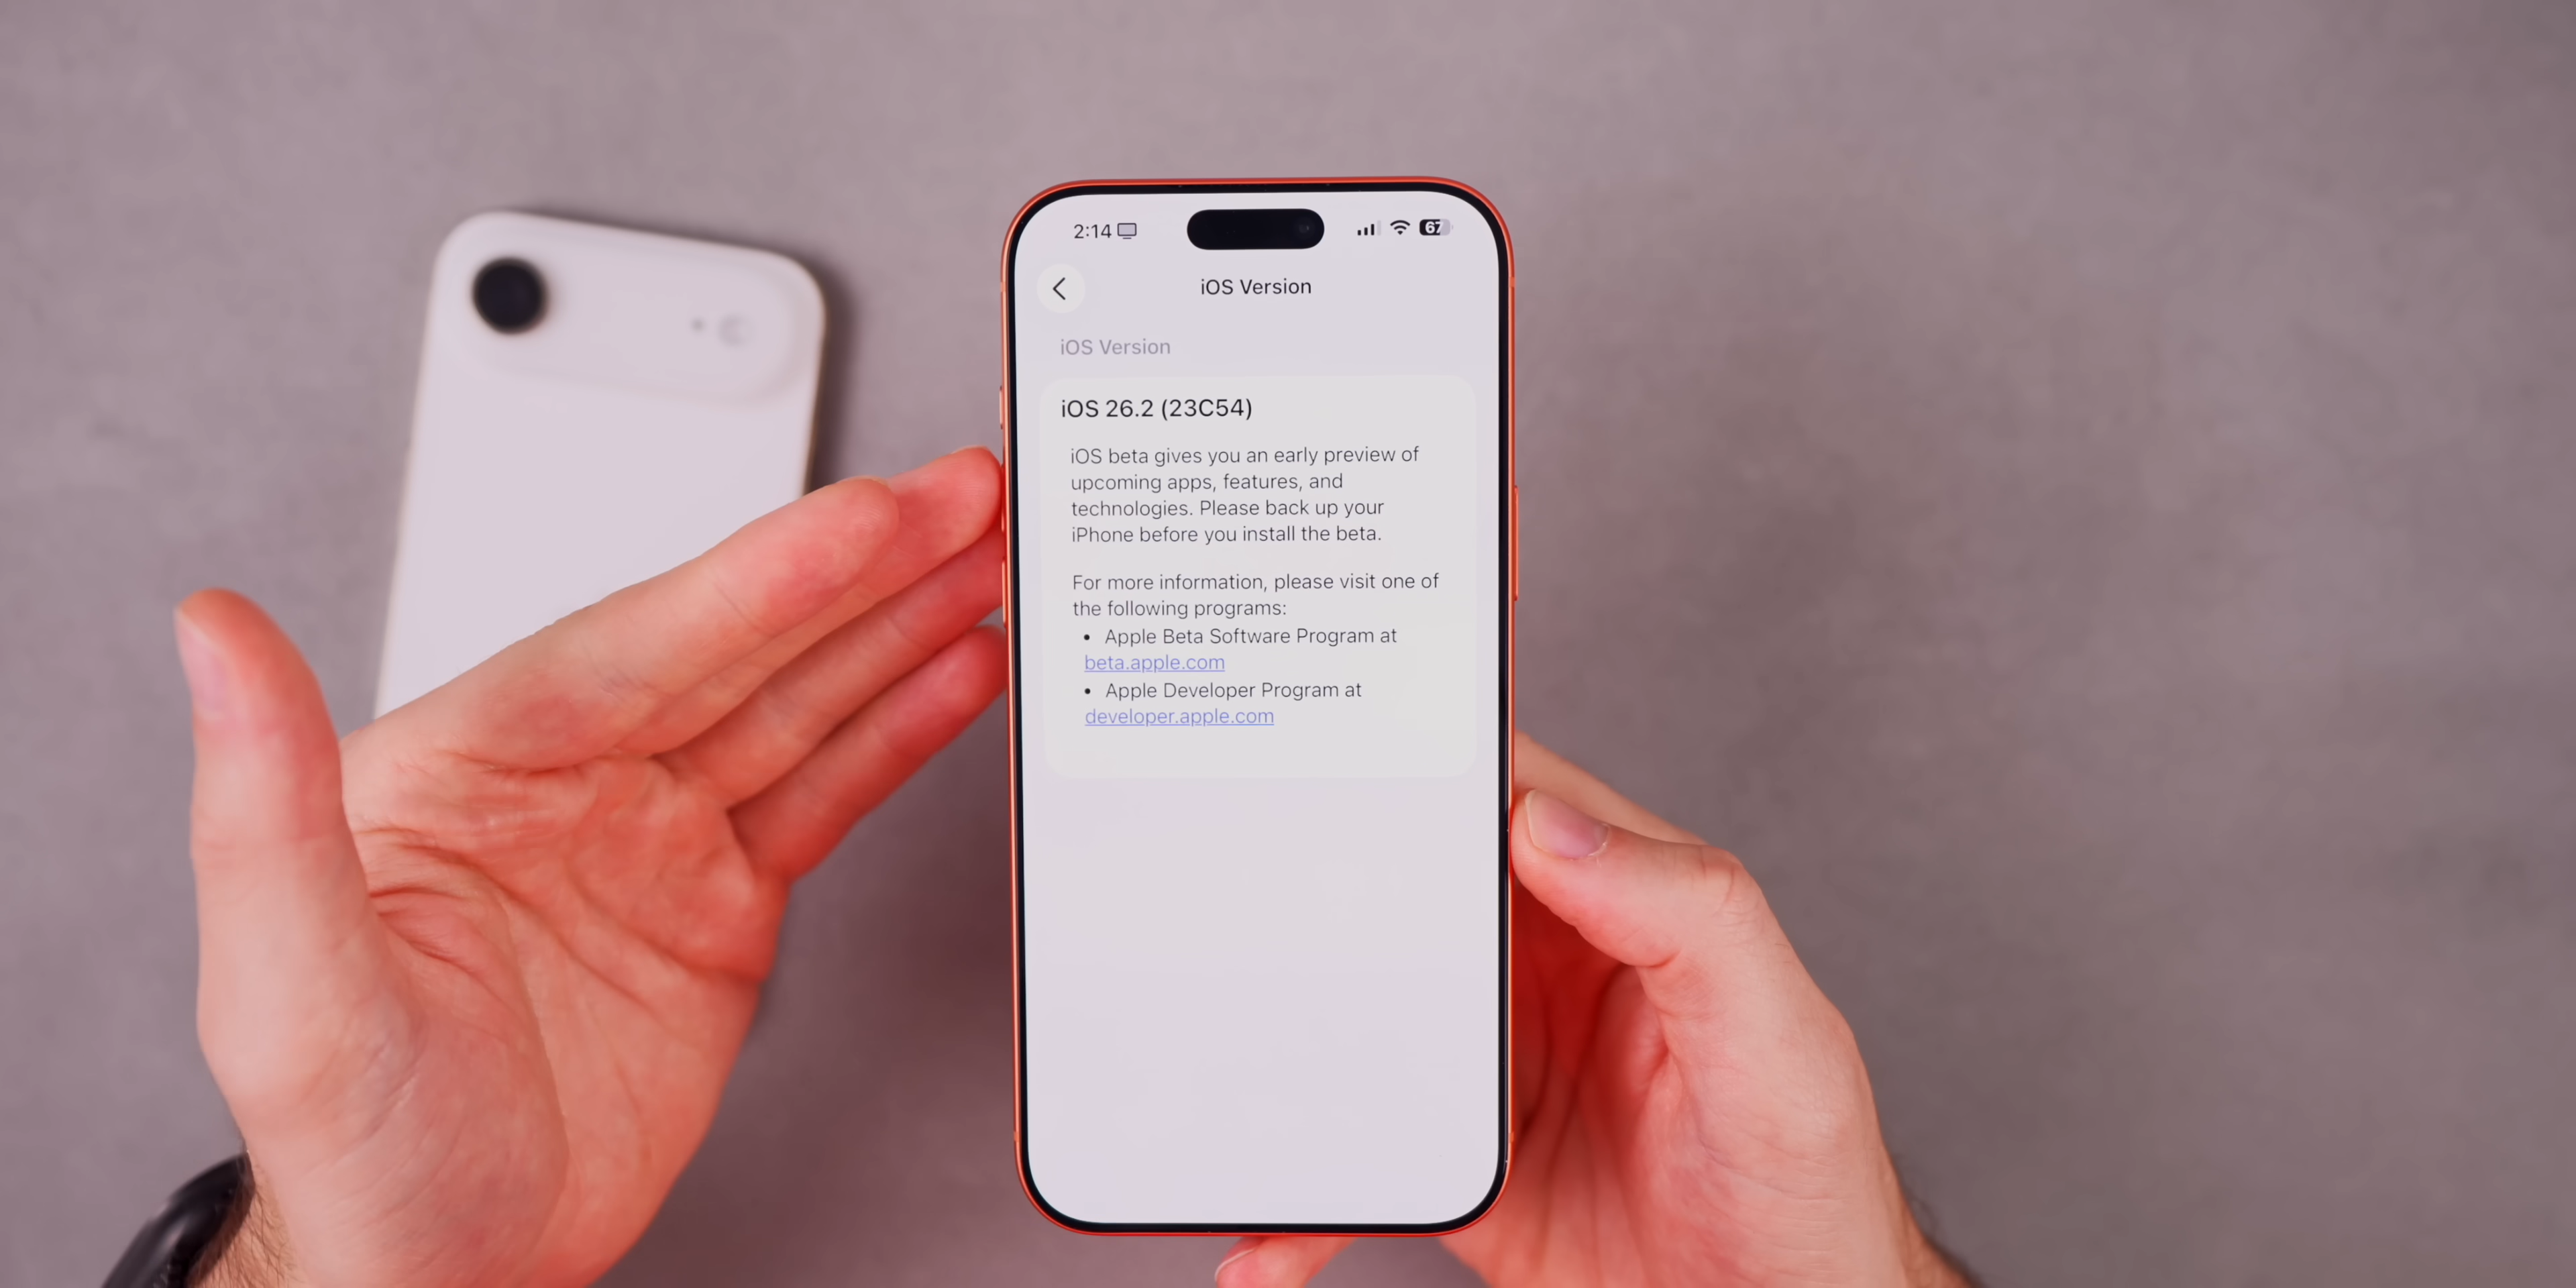 2:14
67
iOS Version
iOS Version
iOS 26.2 (23C54)
iOS beta gives you an early preview of
upcoming apps, features, and
technologies. Please back up your
iPhone before you install the beta.
For more information, please visit one of
the following programs:
• Apple Beta Software Program at
beta.apple.com
• Apple Developer Program at
developer.apple.com